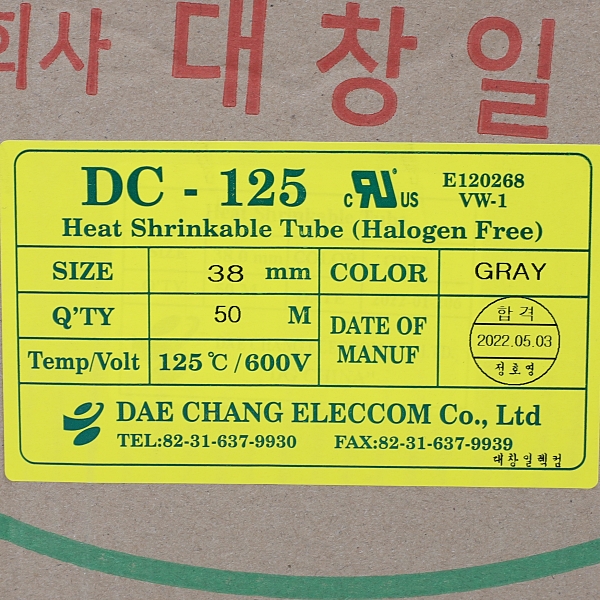 회사 대창일
DC - 125 c RU US E120268
VW-1
Heat Shrinkable Tube (Halogen Free)
SIZE 38 mm COLOR GRAY
Q'TY 50 M DATE OF MANUF 합격 2022.05.03 정호영
Temp/Volt 125℃/600V
DAE CHANG ELECCOM Co., Ltd
TEL:82-31-637-9930 FAX:82-31-637-9939
대창일렉컴